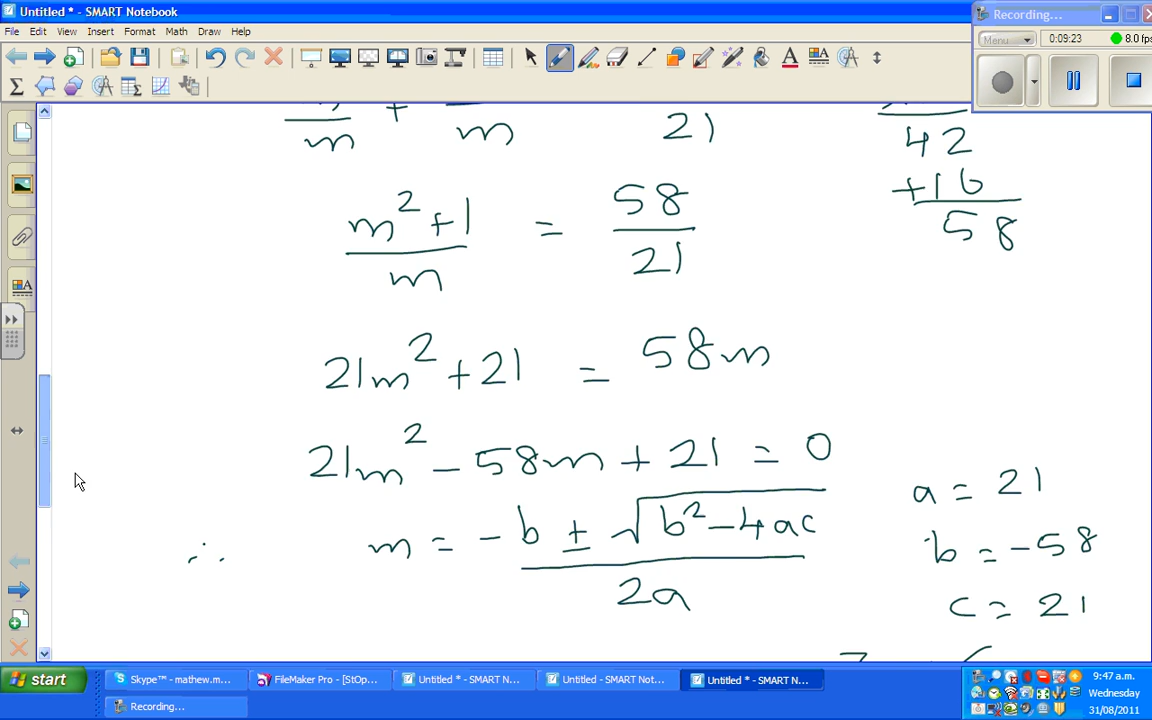 Untitled * - SMART Notebook
Recording...
File Edit View Insert Format Math Draw Help
Menu 0:09:23 8.0 fps
m + m 21
42
+16
58
m² + 1 = 58
m 21
21m² + 21 = 58m
21m² - 58m + 21 = 0
a = 21
∴ m = -b ± √b² - 4ac
2a
b = -58
c = 21
start Skype™ - mathew.m... FileMaker Pro - [StOp... Untitled * - SMART N... Untitled - SMART Not... Untitled * - SMART N...
Recording...
9:47 a.m.
Wednesday
31/08/2011